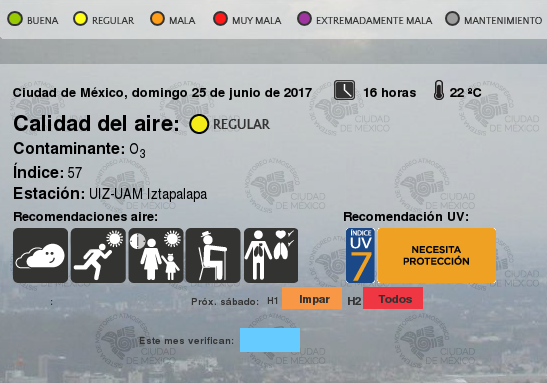 BUENA REGULAR MALA MUY MALA EXTREMADAMENTE MALA MANTENIMIENTO
Ciudad de México, domingo 25 de junio de 2017 16 horas 22 ºC
Calidad del aire: REGULAR
Contaminante: O3
Índice: 57
Estación: UIZ-UAM Iztapalapa
Recomendaciones aire: Recomendación UV:
ÍNDICE
UV
7
NECESITA
PROTECCIÓN
: Próx. sábado: H1 Impar H2 Todos
Este mes verifican:
CIUDAD
DE MÉXICO